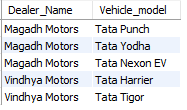 Dealer_Name Vehicle_model
Magadh Motors Tata Punch
Magadh Motors Tata Yodha
Magadh Motors Tata Nexon EV
Vindhya Motors Tata Harrier
Vindhya Motors Tata Tigor